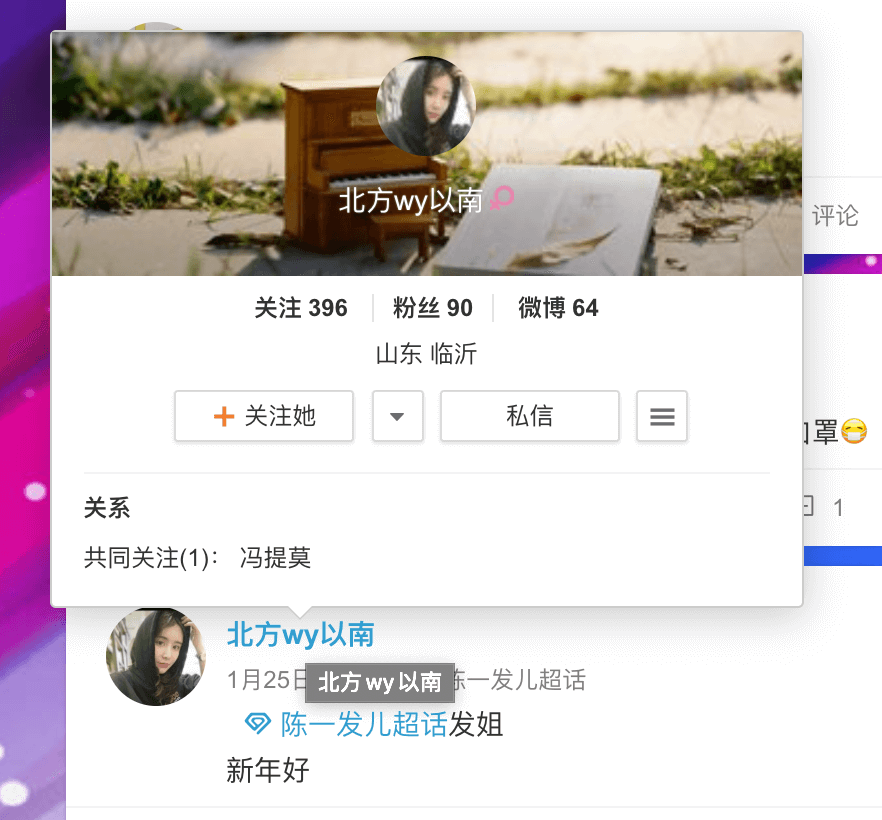 北方wy以南
评论
关注 396 粉丝 90 微博 64
山东 临沂
+ 关注她 私信
罩😷
关系
1
共同关注(1)： 冯提莫
北方wy以南
1月25日 陈一发儿超话
北方wy以南
陈一发儿超话发姐
新年好